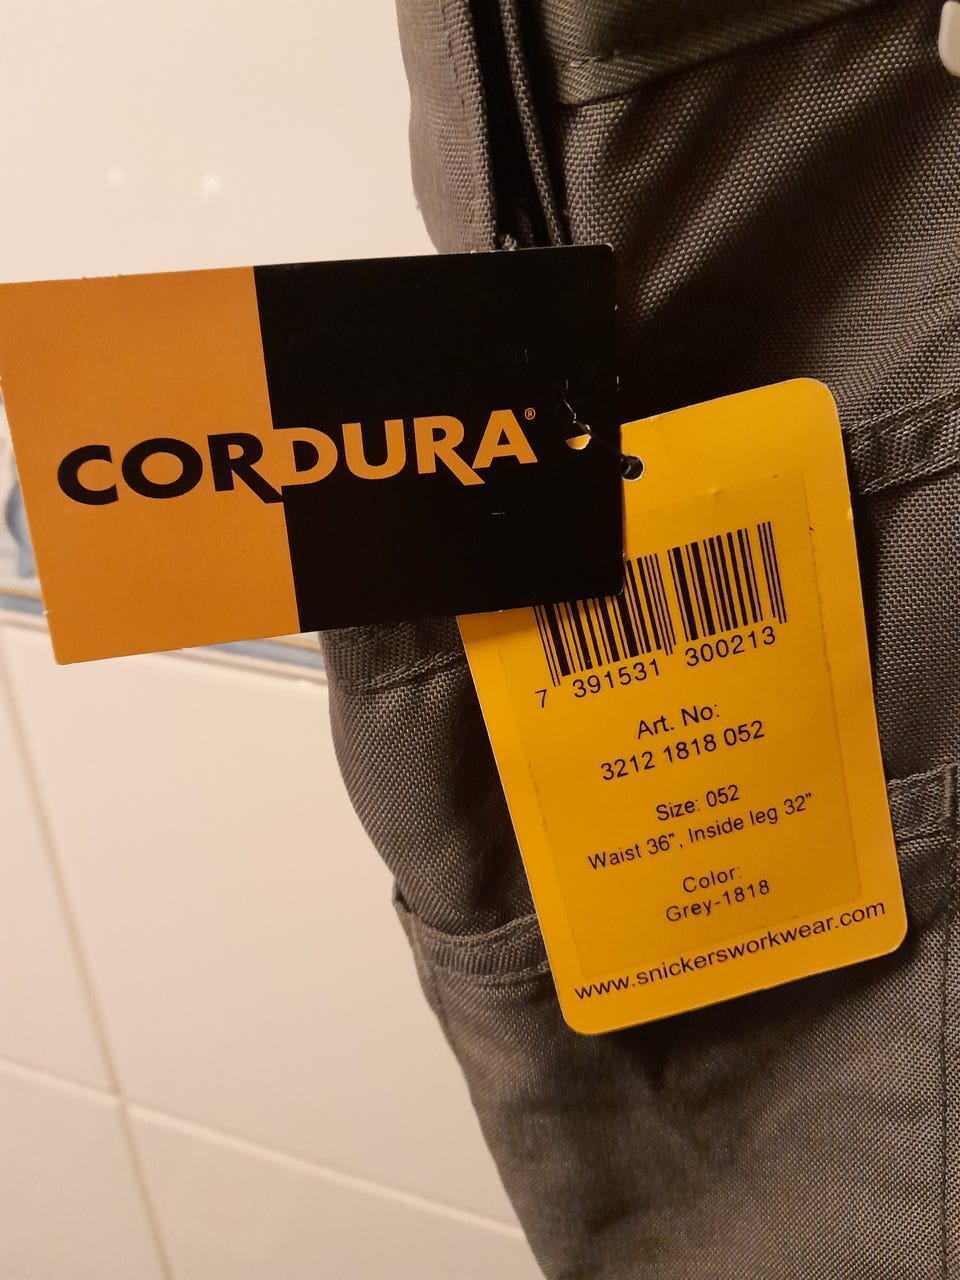 CORDURA®
7 391531 300213
Art. No:
3212 1818 052
Size: 052
Waist 36", Inside leg 32"
Color:
Grey-1818
www.snickersworkwear.com